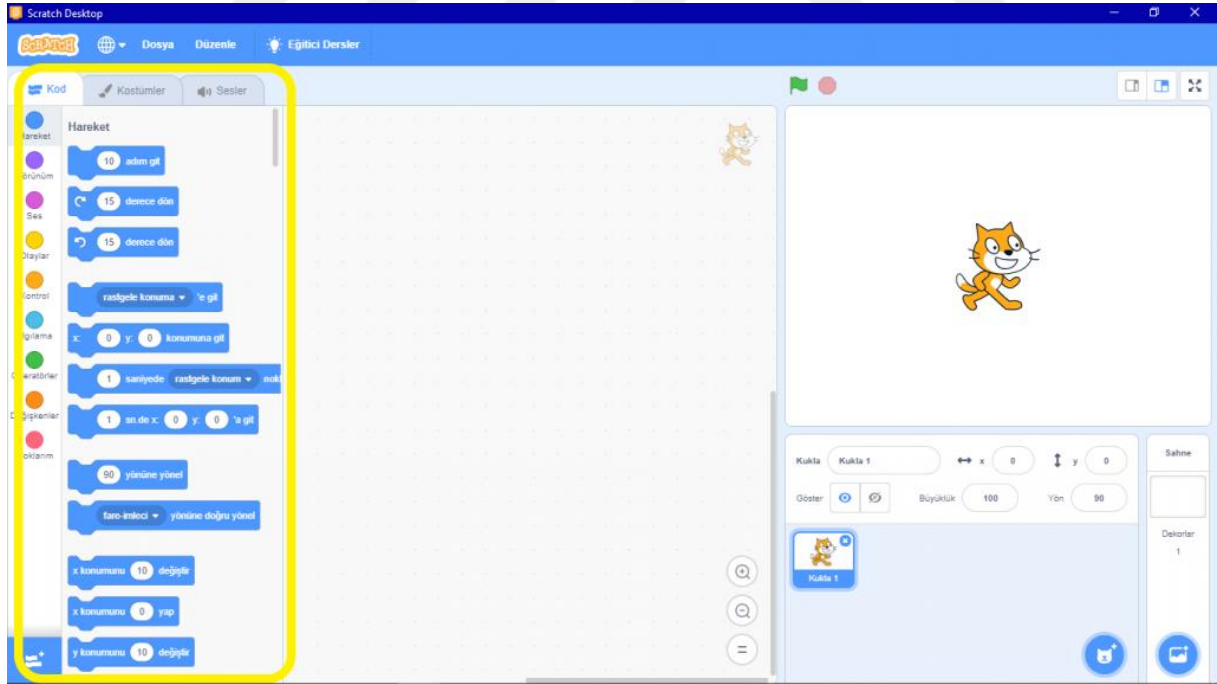 Scratch Desktop
SCRATCH Dosya Düzenle Eğitici Dersler
Kod Kostümler Sesler
Hareket
Ses
Hareket
10 adım git
15 derece dön
15 derece dön
rastgele konuma 'e git
x: 0 y: 0 konumuna git
1 saniyede rastgele konum
1 sn.de x: 0 y: 0 'a git
90 yönüne yönel
fare-imleci yönüne doğru yönel
x konumunu 10 değiştir
x konumunu 0 yap
y konumunu 10 değiştir
Kukla Kukla 1 x 0 y 0
Göster Büyüklük 100 Yön 90
Kukla 1
Sahne
Dekorlar
1